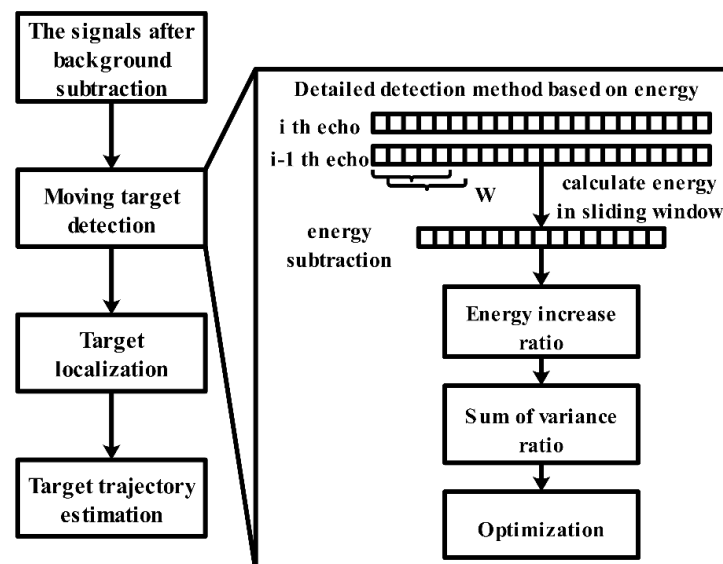 The signals after
background
subtraction
Moving target
detection
Target
localization
Target trajectory
estimation
Detailed detection method based on energy
i th echo
i-1 th echo
W
calculate energy
in sliding window
energy
subtraction
Energy increase
ratio
Sum of variance
ratio
Optimization